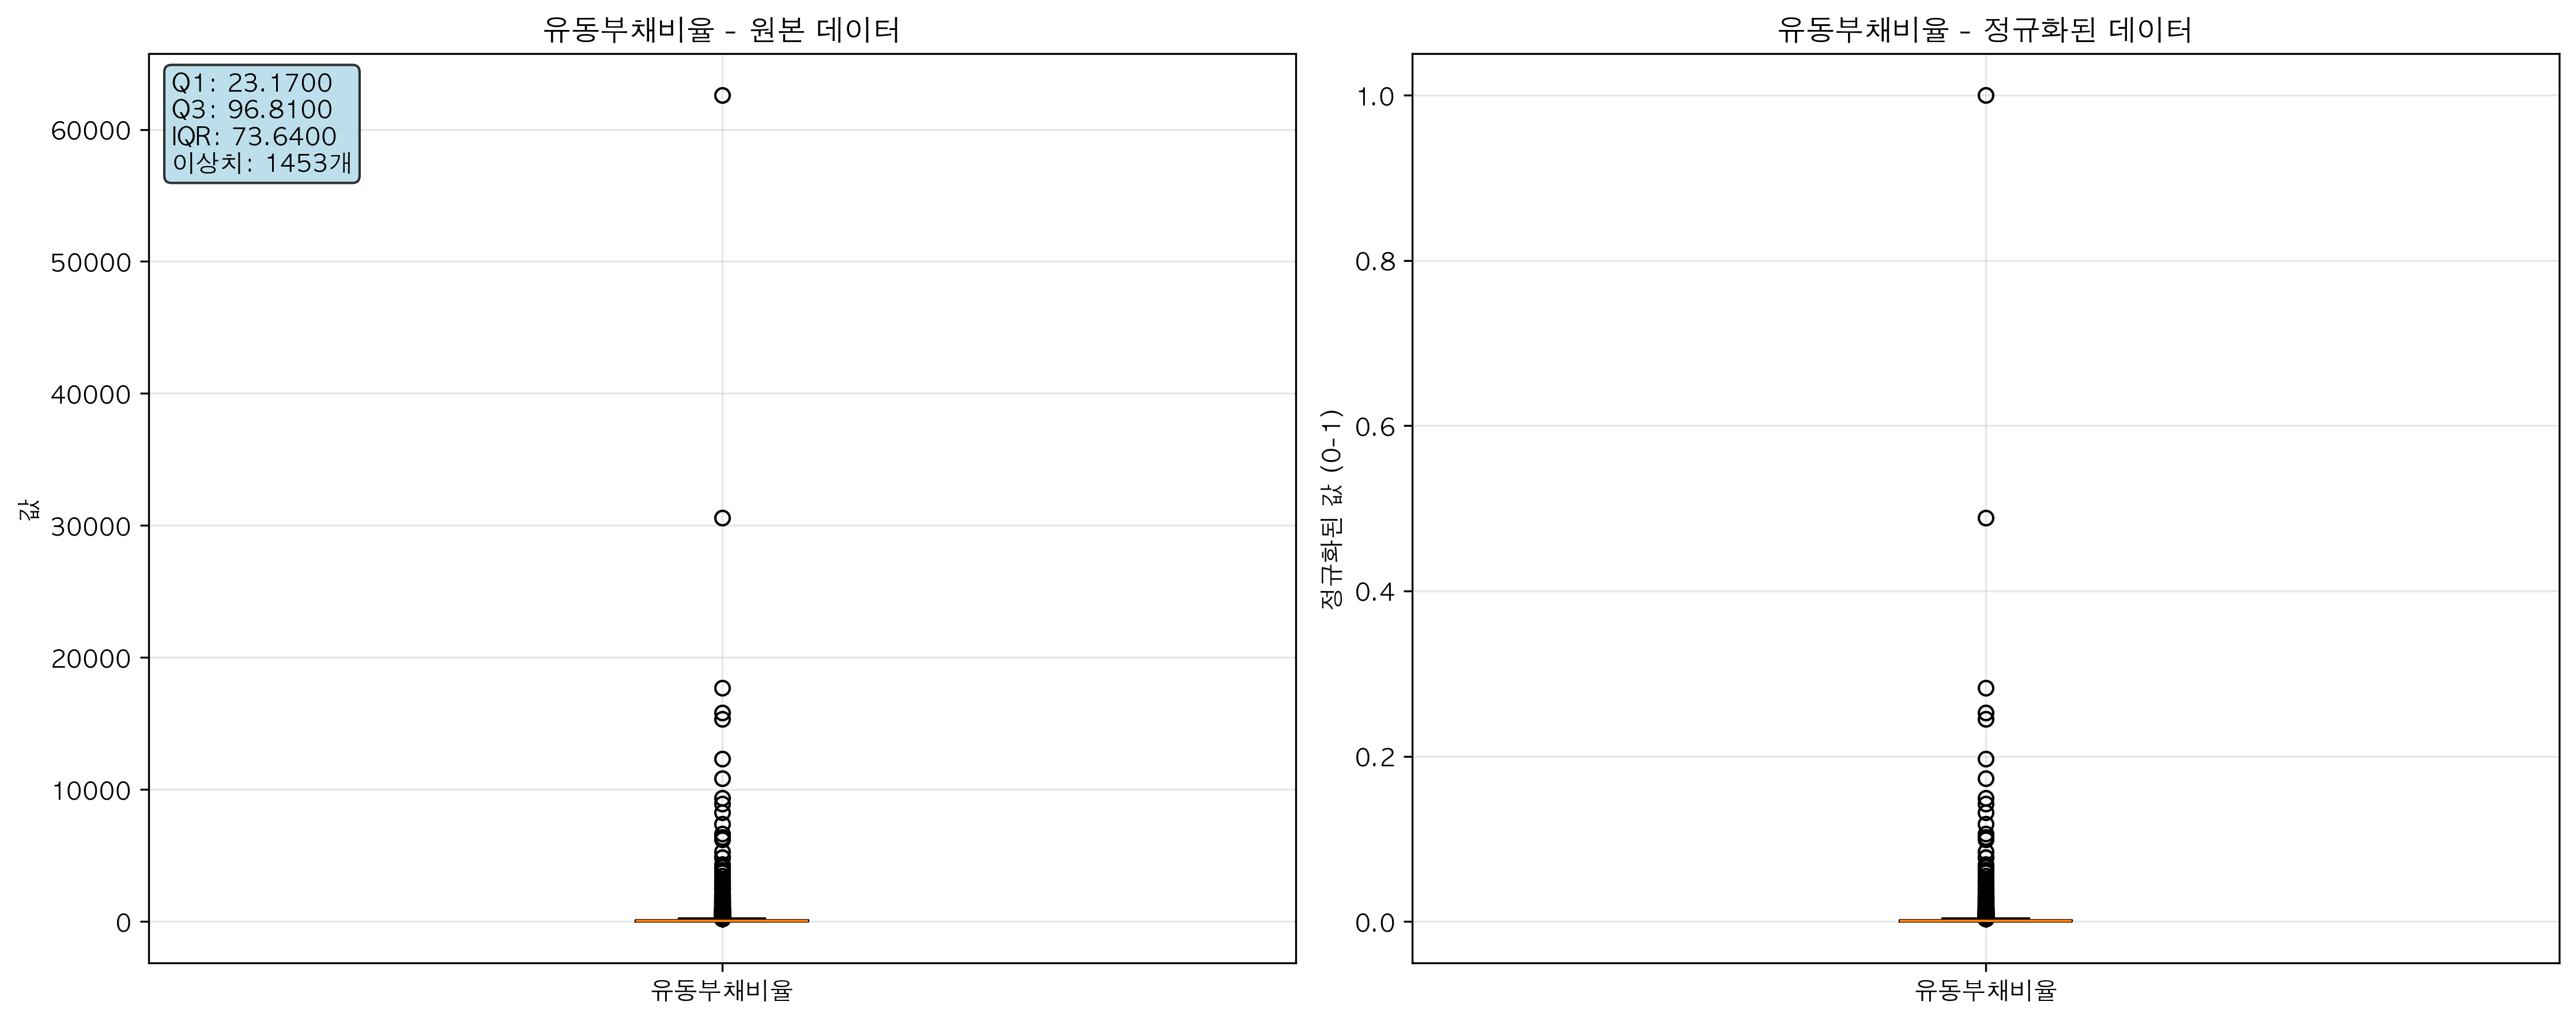 유동부채비율 - 원본 데이터
Q1: 23.1700
Q3: 96.8100
IQR: 73.6400
이상치: 1453개
값
60000
50000
40000
30000
20000
10000
0
유동부채비율
유동부채비율 - 정규화된 데이터
정규화된 값 (0-1)
1.0
0.8
0.6
0.4
0.2
0.0
유동부채비율